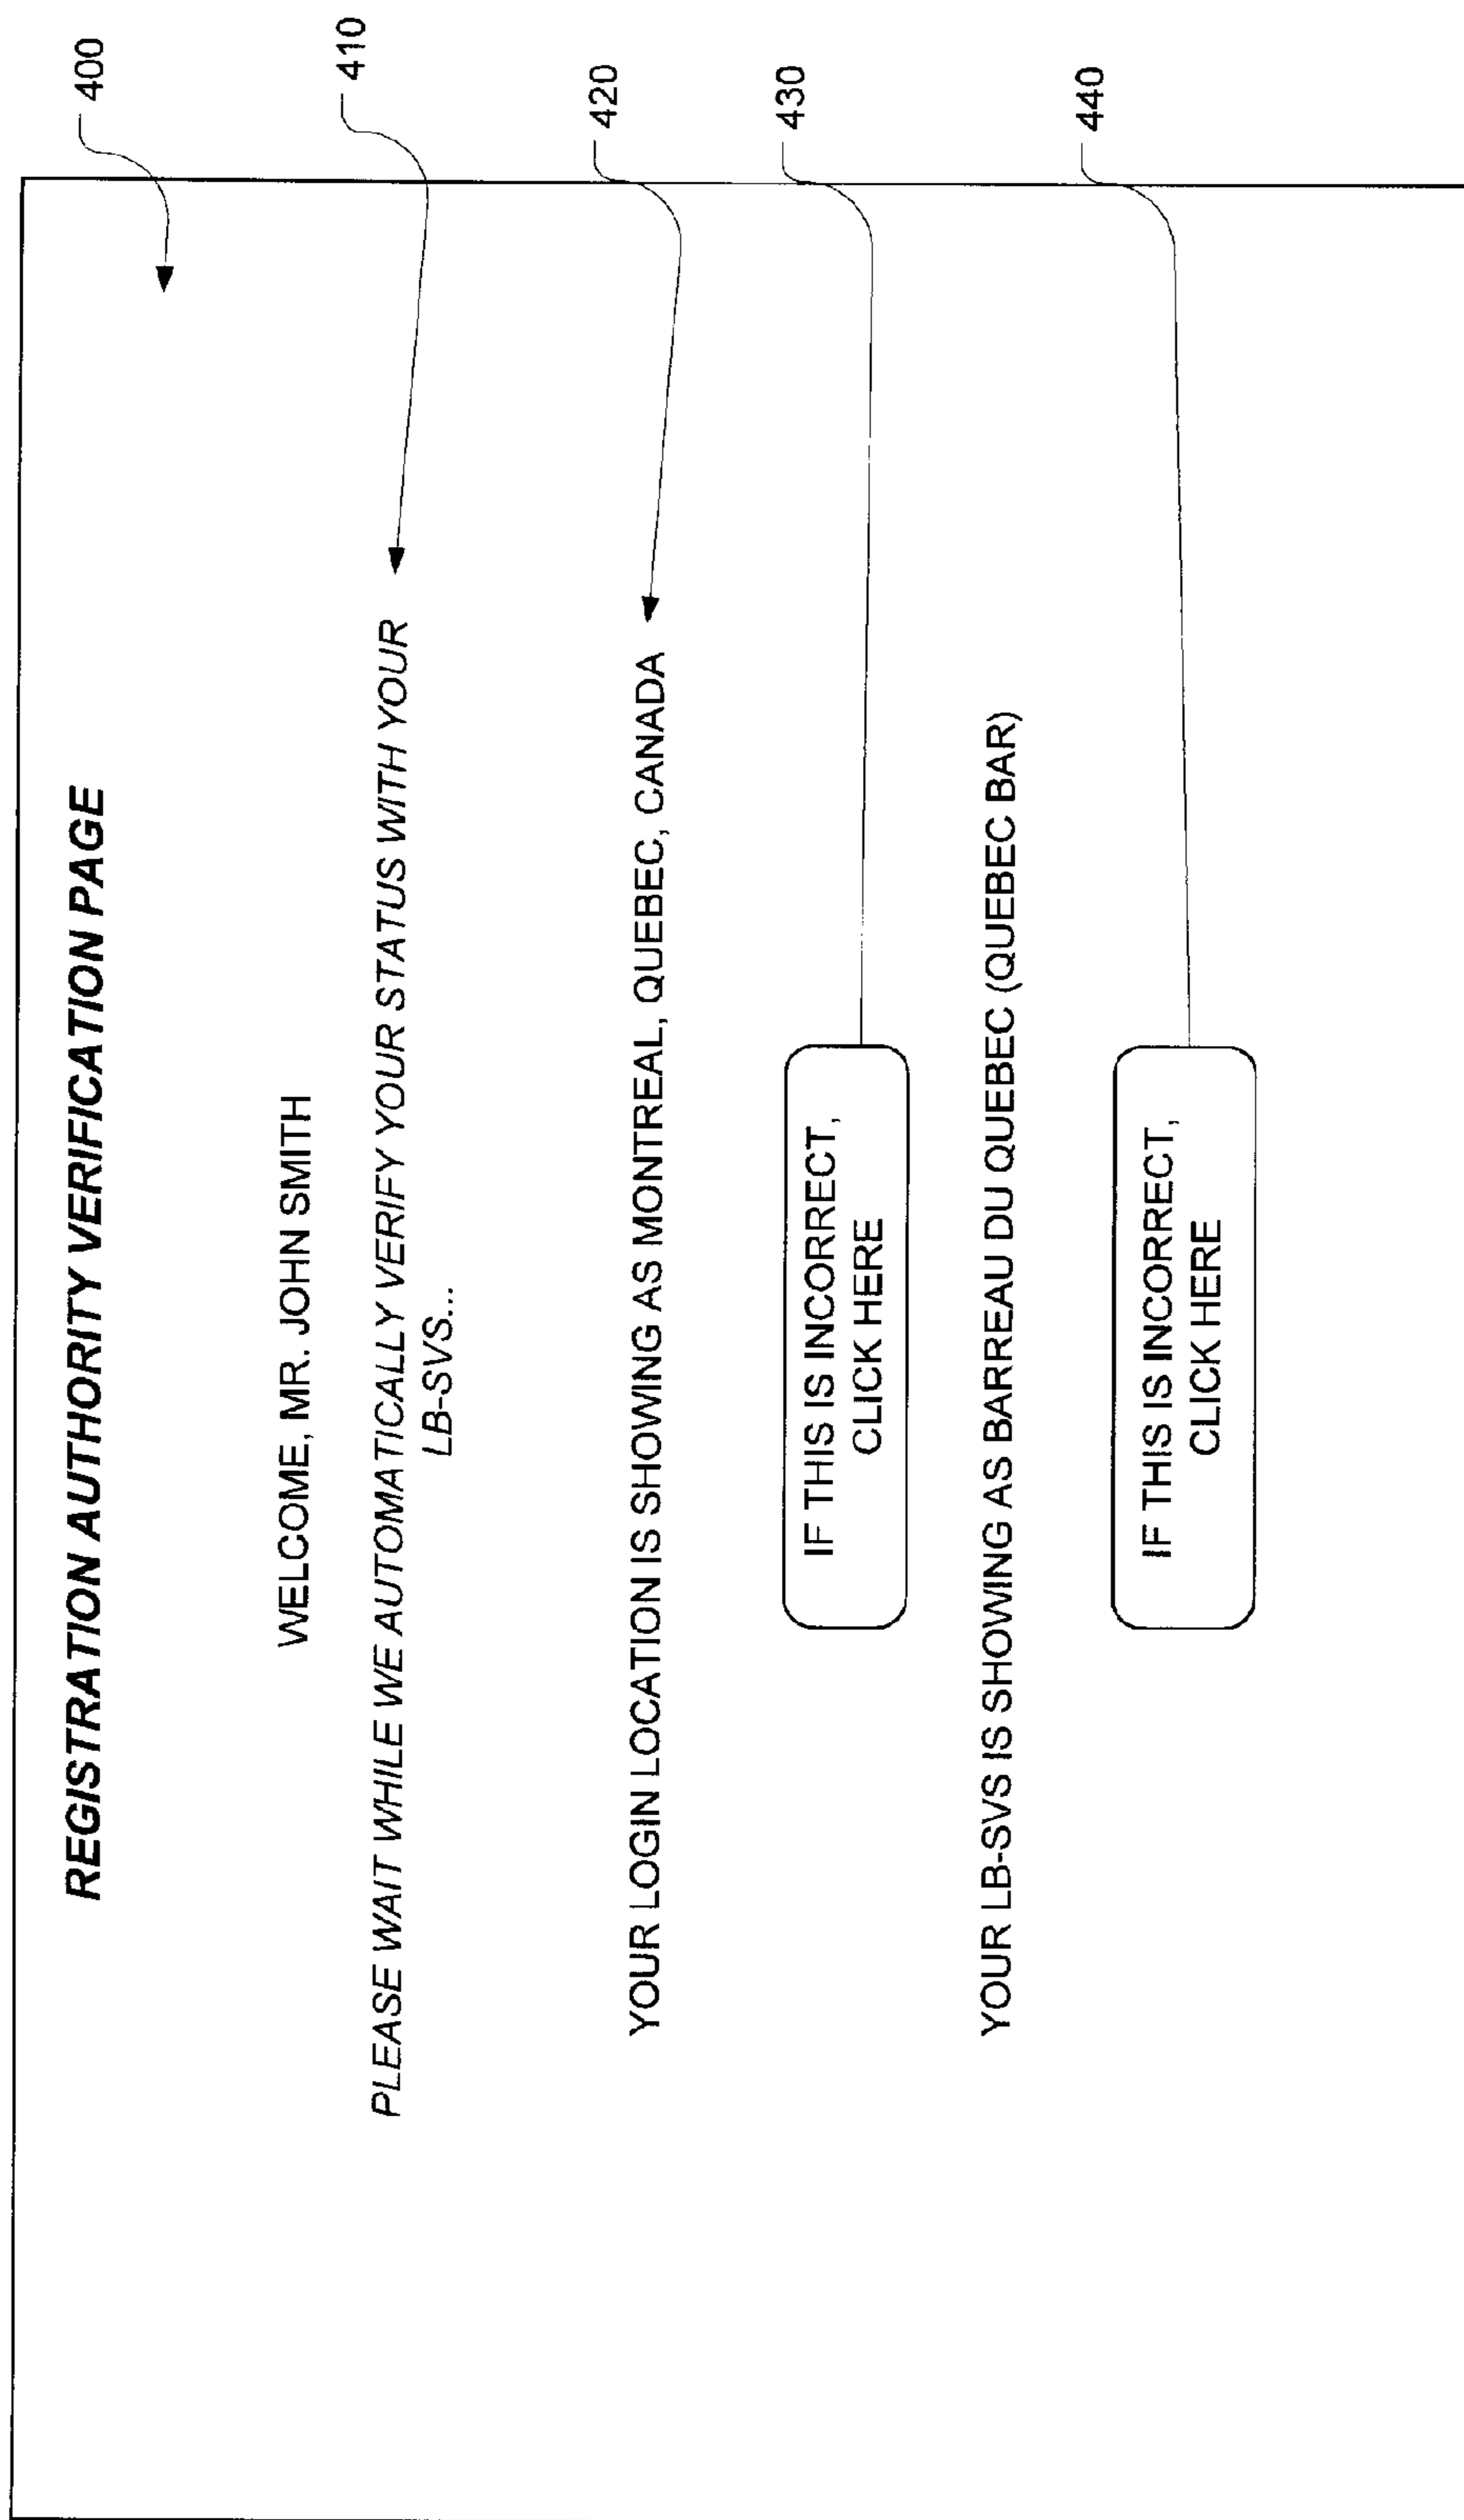 400
REGISTRATION AUTHORITY VERIFICATION PAGE
WELCOME, MR. JOHN SMITH
410
PLEASE WAIT WHILE WE AUTOMATICALLY VERIFY YOUR STATUS WITH YOUR
LB-SVS...
420
YOUR LOGIN LOCATION IS SHOWING AS MONTREAL, QUEBEC, CANADA
430
IF THIS IS INCORRECT,
CLICK HERE
YOUR LB-SVS IS SHOWING AS BARREAU DU QUEBEC (QUEBEC BAR)
440
IF THIS IS INCORRECT,
CLICK HERE